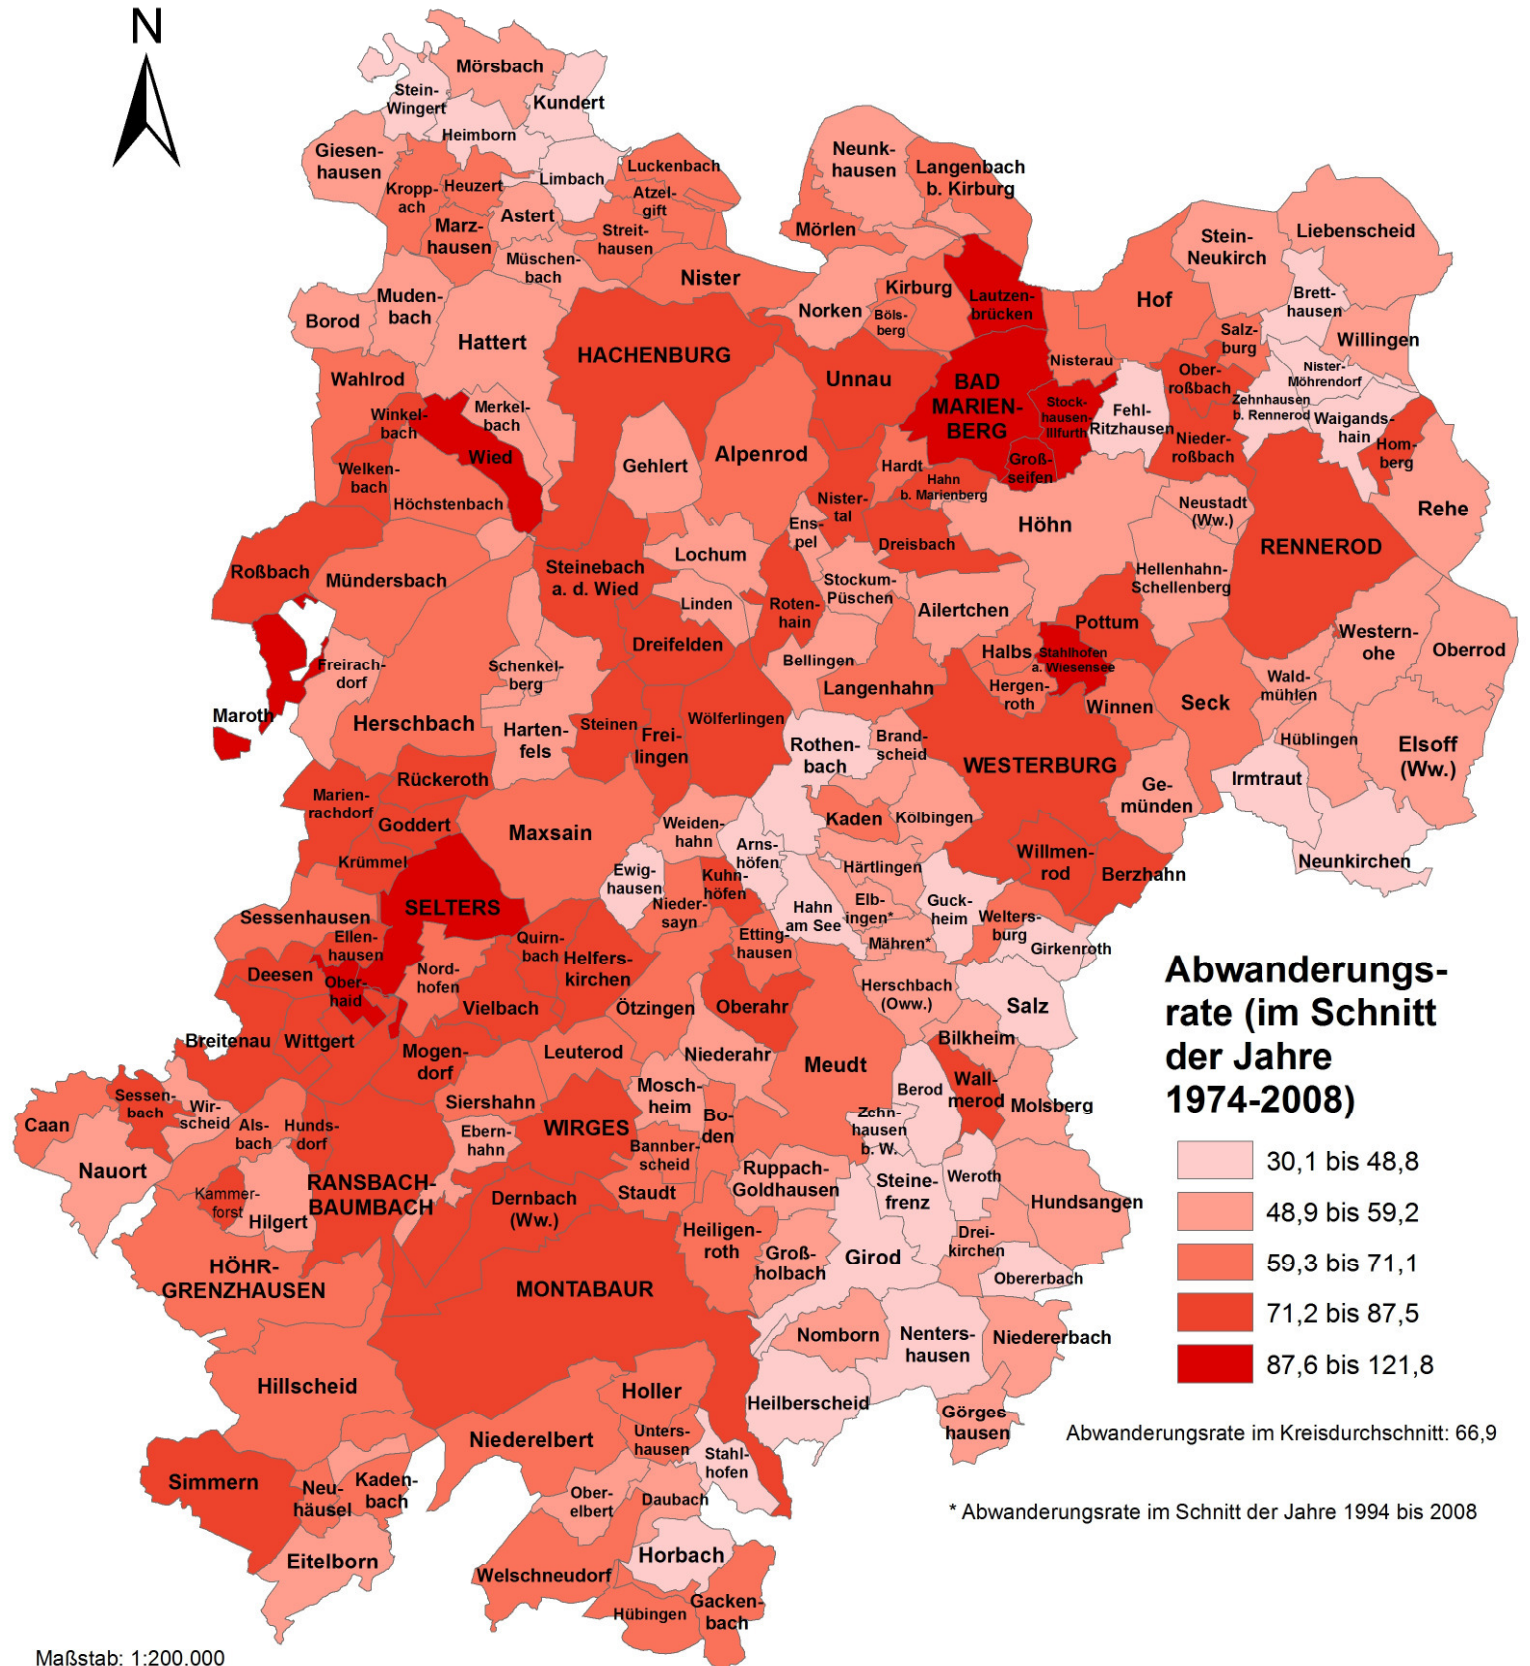 N
Mörsbach
Stein-
Wingert
Kundert
Heimborn
Giesen-
hausen
Limbach
Luckenbach
Kropp-
ach
Heuzert
Atzel-
gift
Astert
Marz-
hausen
Streit-
hausen
Müschen-
bach
Nister
Neunk-
hausen
Langenbach
b. Kirburg
Mörlen
Stein-
Neukirch
Liebenscheid
Kirburg
Lautzen-
brücken
Hof
Brett-
hausen
Borod
Muden-
bach
Norken
Böls-
berg
Salz-
burg
Willingen
Hattert
HACHENBURG
Nisterau
Wahlrod
Unnau
BAD
MARIEN-
BERG
Ober-
roßbach
Nister-
Möhrendorf
Winkel-
bach
Merkel-
bach
Stock-
hausen-
Illfurth
Fehl-
Ritzhausen
Zehnhausen
b. Rennerod
Waigands-
hain
Wied
Nieder-
roßbach
Hom-
berg
Welken-
bach
Gehlert
Alpenrod
Hardt
Groß-
seifen
Höchstenbach
Hahn
b. Marienberg
Nister-
tal
Neustadt
(Ww.)
Rehe
Ens-
pel
Höhn
Dreisbach
RENNEROD
Roßbach
Mündersbach
Steinebach
a. d. Wied
Lochum
Stockum-
Püschen
Hellenhahn-
Schellenberg
Linden
Roten-
hain
Ailertchen
Pottum
Dreifelden
Western-
ohe
Oberrod
Halbs
Stahlhofen
a. Wiesensee
Freirach-
dorf
Schenkel-
berg
Bellingen
Langenhahn
Hergen-
roth
Wald-
mühlen
Winnen
Seck
Maroth
Herschbach
Harten-
fels
Steinen
Frei-
lingen
Wölferlingen
Rothen-
bach
Brand-
scheid
Hüblingen
Elsoff
(Ww.)
WESTERBURG
Rückeroth
Irmtraut
Marien-
rachdorf
Ge-
münden
Goddert
Maxsain
Weiden-
hahn
Kaden
Kölbingen
Krümmel
Arns-
höfen
Willmen-
rod
Berzhahn
Neunkirchen
Ewig-
hausen
Kuhn-
höfen
Härtlingen
SELTERS
Nieder-
sayn
Hahn
am See
Elb-
ingen*
Guck-
heim
Welters-
burg
Sessenhausen
Ellen-
hausen
Quirn-
bach
Helfers-
kirchen
Etting-
hausen
Mähren*
Girkenroth
Deesen
Ober-
haid
Nord-
hofen
Herschbach
(Oww.)
Vielbach
Ötzingen
Oberahr
Salz
Breitenau
Wittgert
Mogen-
dorf
Leuterod
Niederahr
Meudt
Bilkheim
Sessen-
bach
Siershahn
Mosch-
heim
Berod
Wall-
merod
Molsberg
Caan
Wir-
scheid
Als-
bach
Hunds-
dorf
Ebern-
hahn
WIRGES
Bo-
den
Zehn-
hausen
b. W.
Nauort
Bannber-
scheid
Kammer-
forst
RANSBACH-
BAUMBACH
Dernbach
(Ww.)
Staudt
Ruppach-
Goldhausen
Steine-
frenz
Weroth
Hundsangen
Hilgert
Heiligen-
roth
Groß-
holbach
Girod
Drei-
kirchen
HÖHR-
GRENZHAUSEN
MONTABAUR
Obererbach
Nomborn
Nenters-
hausen
Niedererbach
Hillscheid
Holler
Heilberscheid
Görges
hausen
Niederelbert
Unters-
hausen
Stahl-
hofen
Simmern
Neu-
häusel
Kaden-
bach
Ober-
elbert
Daubach
Eitelborn
Horbach
Welschneudorf
Hübingen
Gacken-
bach
Abwanderungs-
rate (im Schnitt
der Jahre
1974-2008)
30,1 bis 48,8
48,9 bis 59,2
59,3 bis 71,1
71,2 bis 87,5
87,6 bis 121,8
Abwanderungsrate im Kreisdurchschnitt: 66,9
* Abwanderungsrate im Schnitt der Jahre 1994 bis 2008
Maßstab: 1:200.000